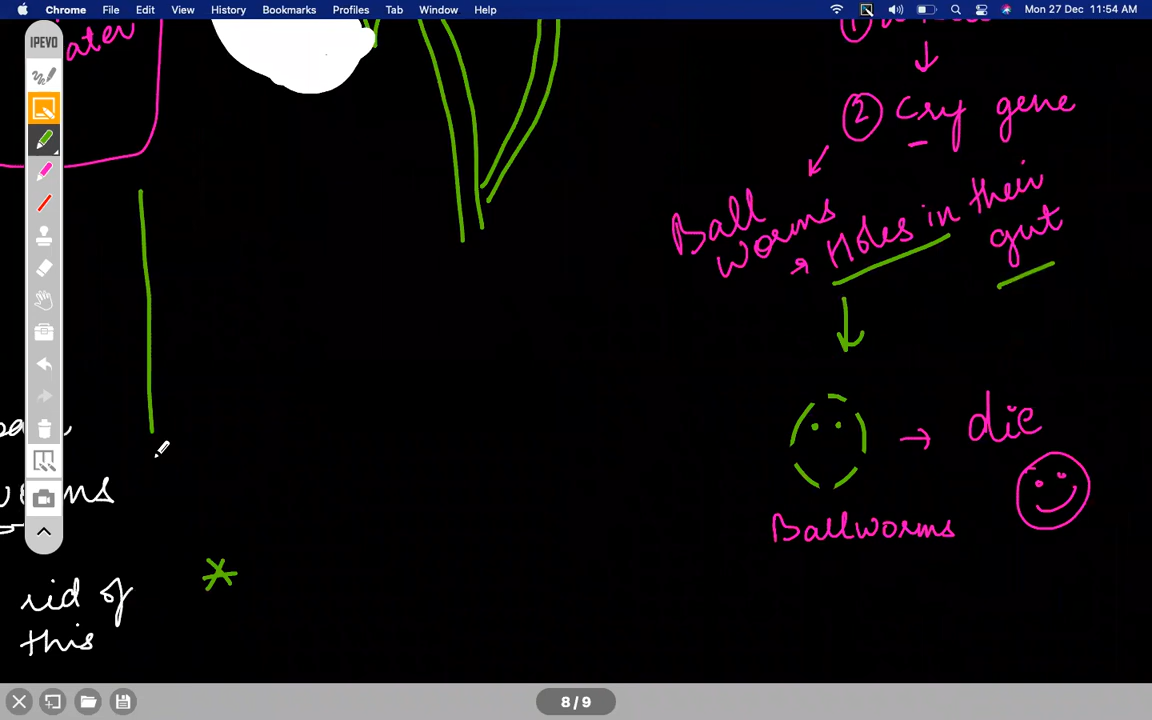 Chrome File Edit View History Bookmarks Profiles Tab Window Help
Mon 27 Dec 11:54 AM
IPEVO
ater
②
Cry gene
Ball worms
→ Holes in their gut
→ die
Ballworms
rms
rid of
this
*
8 / 9